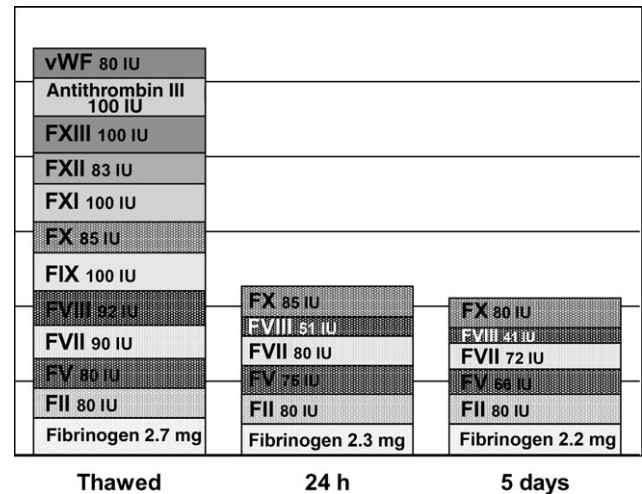 vWF 80 IU
Antithrombin III
100 IU
FXIII 100 IU
FXII 83 IU
FXI 100 IU
FX 85 IU
FIX 100 IU
FVIII 92 IU
FVII 90 IU
FV 80 IU
FII 80 IU
Fibrinogen 2.7 mg
Thawed
FX 85 IU
FVIII 51 IU
FVII 80 IU
FV 75 IU
FII 80 IU
Fibrinogen 2.3 mg
24 h
FX 80 IU
FVIII 41 IU
FVII 72 IU
FV 66 IU
FII 80 IU
Fibrinogen 2.2 mg
5 days